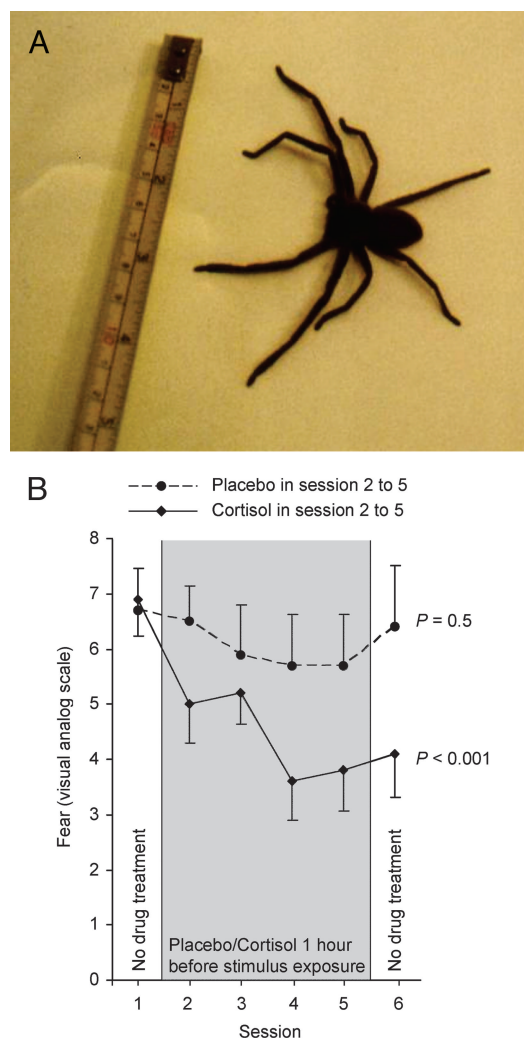 A
B
Placebo in session 2 to 5
Cortisol in session 2 to 5
8
7
6
5
4
3
2
1
0
Fear (visual analog scale)
No drug treatment
Placebo/Cortisol 1 hour
before stimulus exposure
No drug treatment
P = 0.5
P < 0.001
1 2 3 4 5 6
Session